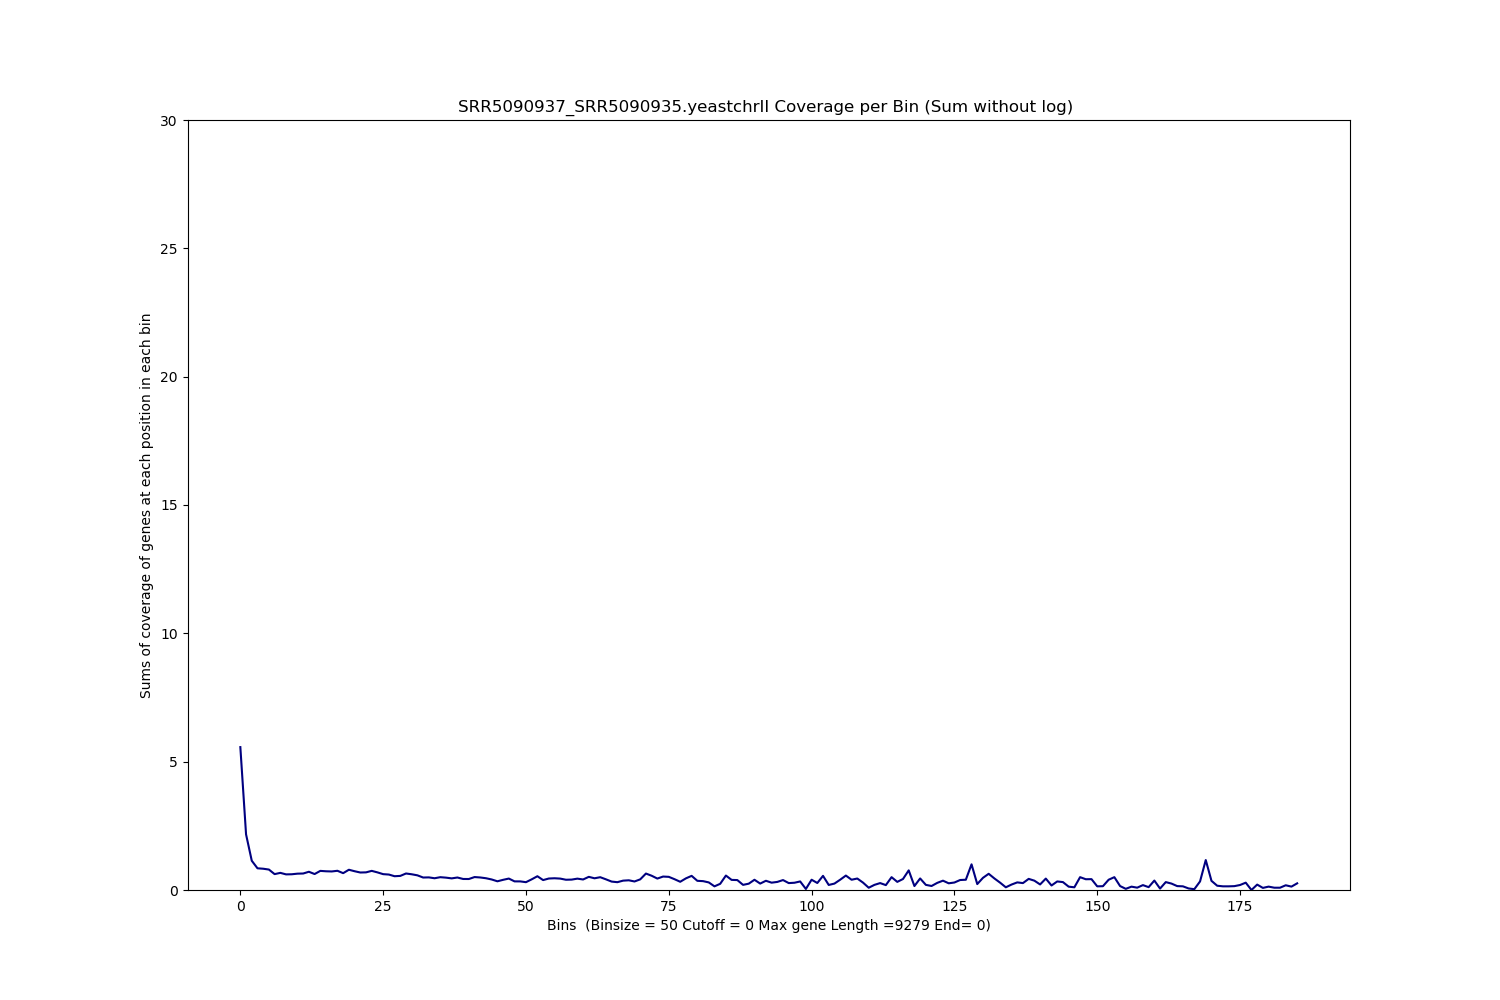 SRR5090937_SRR5090935.yeastchrII Coverage per Bin (Sum without log)
30
25
20
15
10
5
0
Sums of coverage of genes at each position in each bin
0 25 50 75 100 125 150 175
Bins  (Binsize = 50 Cutoff = 0 Max gene Length =9279 End= 0)